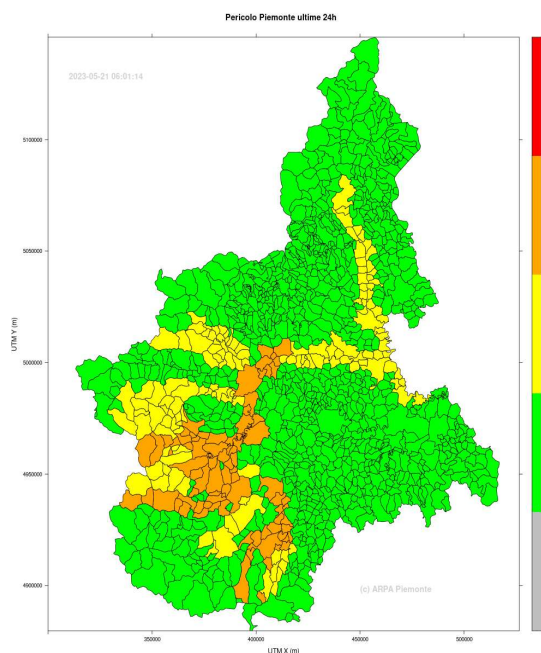 Pericolo Piemonte ultime 24h
2023-05-21 06:01:14
5100000
5050000
UTM Y (m)
5000000
4950000
4900000
(c) ARPA Piemonte
350000
400000
450000
500000
UTM X (m)